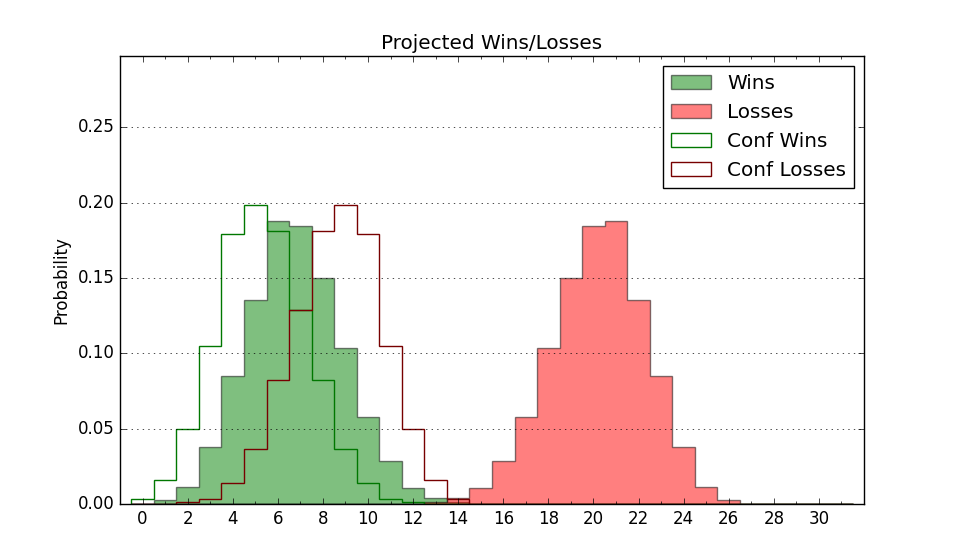 Projected Wins/Losses
Wins
Losses
Conf Wins
Conf Losses
Probability
0.25
0.20
0.15
0.10
0.05
0.00
0 2 4 6 8 10 12 14 16 18 20 22 24 26 28 30